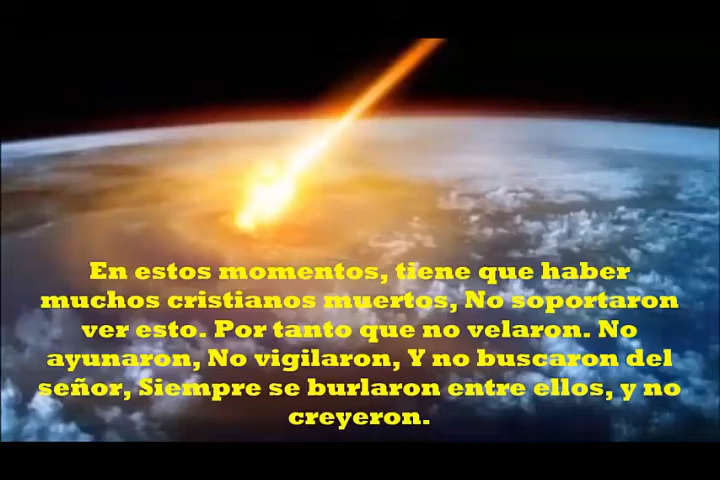 En estos momentos, tiene que haber
muchos cristianos muertos, No soportaron
ver esto. Por tanto que no velaron. No
ayunaron, No vigilaron, Y no buscaron del
señor, Siempre se burlaron entre ellos, y no
creyeron.